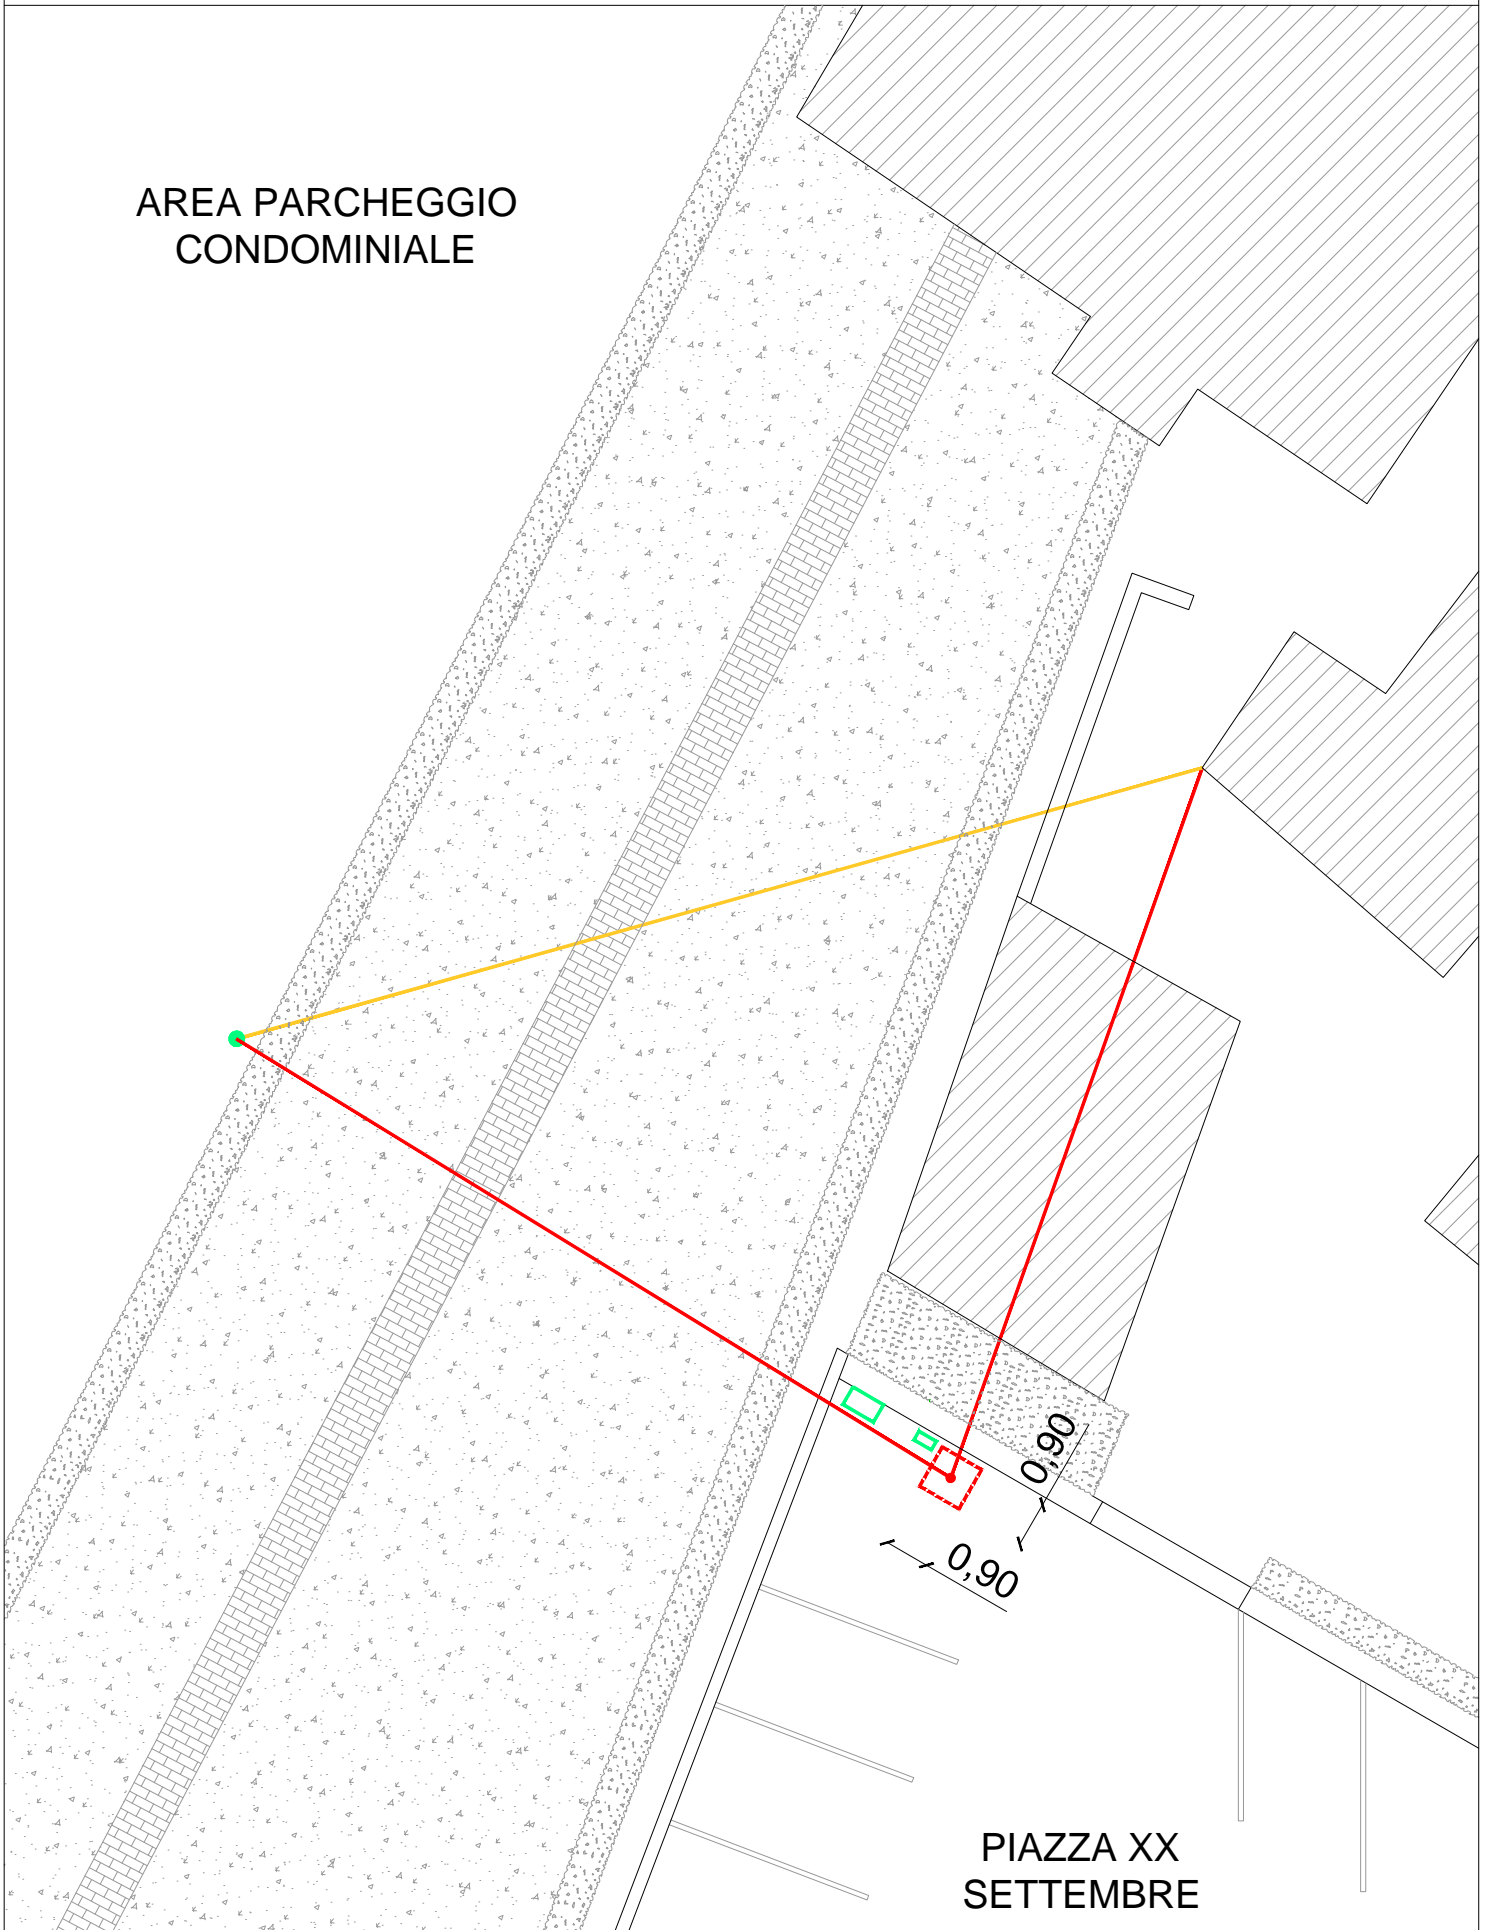 AREA PARCHEGGIO
CONDOMINIALE
0,90
0,90
PIAZZA XX
SETTEMBRE